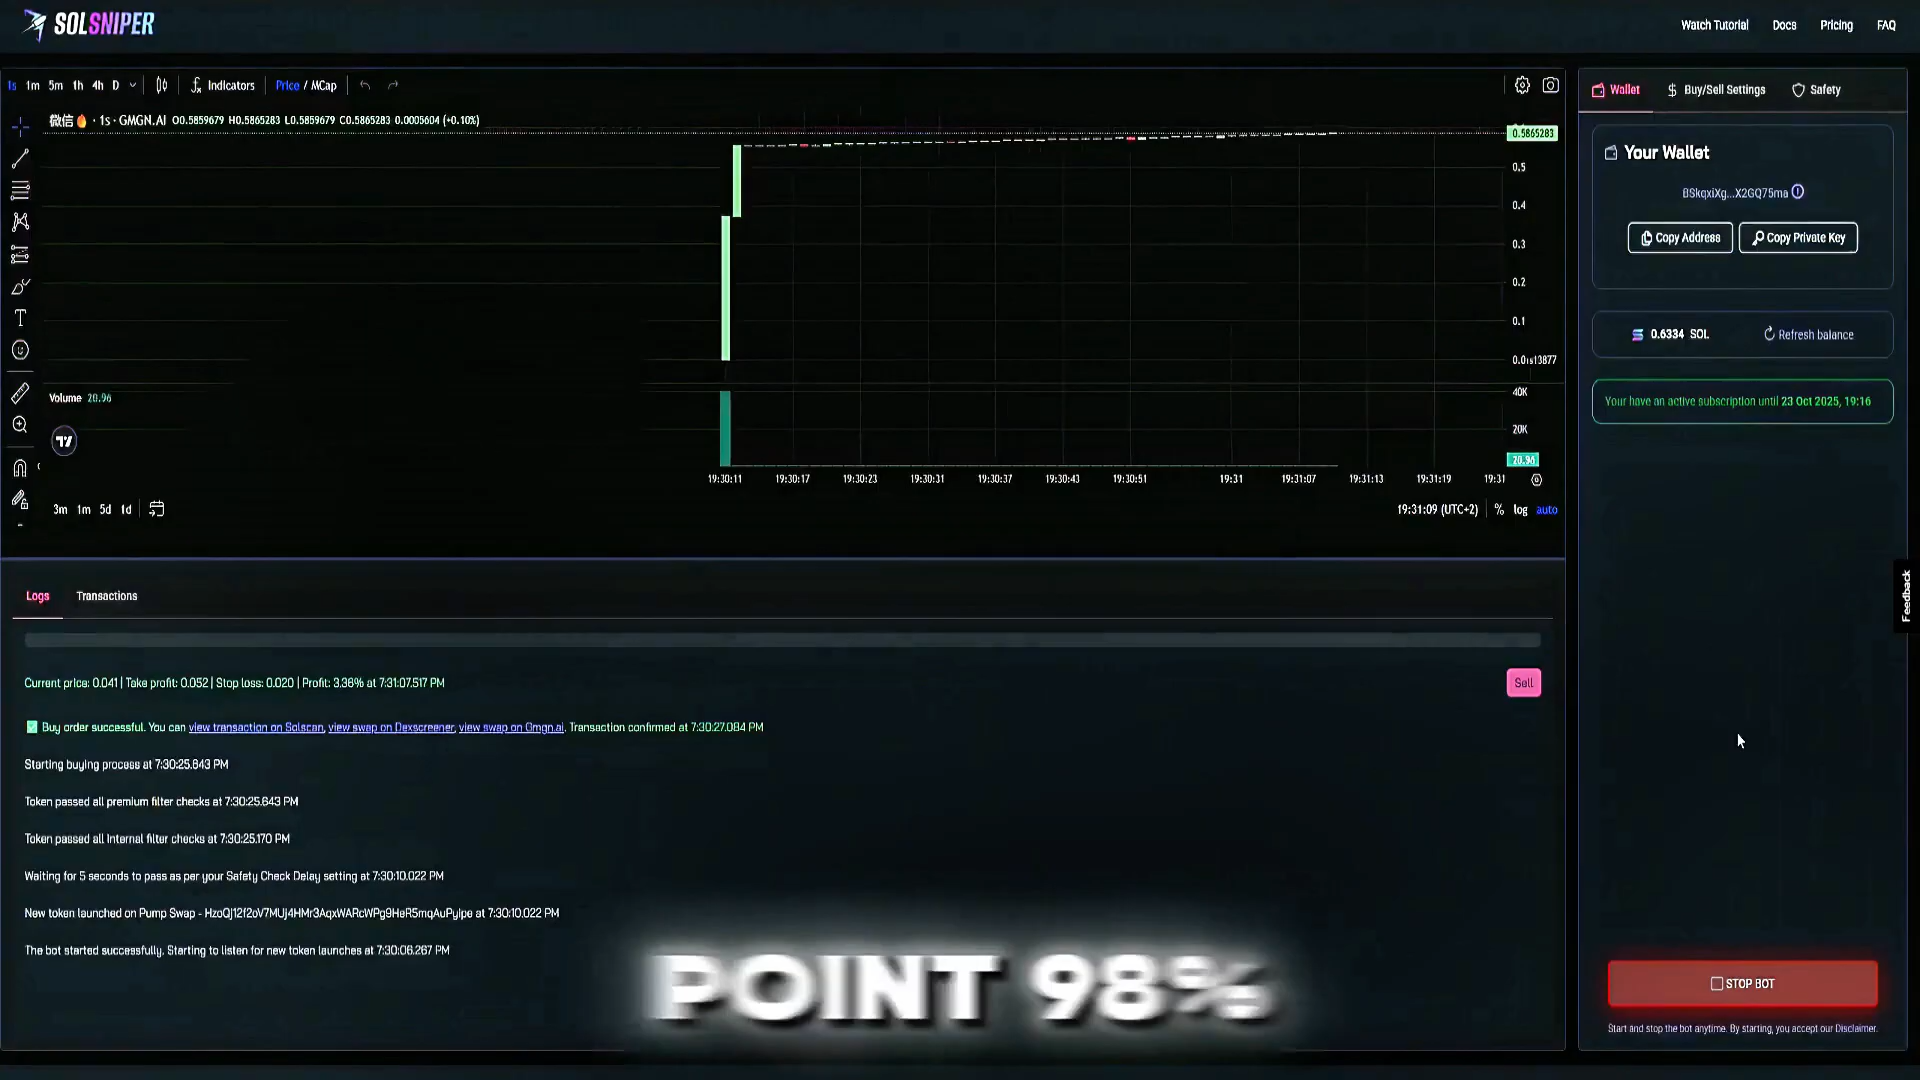 SOLSNIPER
Watch Tutorial Docs Pricing FAQ
1s 1m 5m 1h 4h D Indicators Price / MCap
Wallet Buy/Sell Settings Safety
微信🔥 · 1s · GMGN.AI O0.5859679 H0.5865283 L0.5859679 C0.5865283 0.0005604 (+0.10%)
0.5865283
0.5
0.4
0.3
0.2
0.1
Your Wallet
BSkqxiXg...X2GQ75ma
Copy Address Copy Private Key
0.6334 SOL Refresh balance
Your have an active subscription until 23 Oct 2025, 19:16
Volume 20.96
40K
20K
20.96
19:30:11 19:30:17 19:30:23 19:30:31 19:30:37 19:30:43 19:30:51 19:31 19:31:07 19:31:13 19:31:19 19:31
3m 1m 5d 1d
19:31:09 (UTC+2) % log auto
Feedback
Logs Transactions
Current price: 0.041 | Take profit: 0.052 | Stop loss: 0.020 | Profit: 3.36% at 7:31:07.517 PM
Sell
Buy order successful. You can view transaction on Solscan, view swap on Dexscreener, view swap on Gmgn.ai. Transaction confirmed at 7:30:27.084 PM
Starting buying process at 7:30:25.643 PM
Token passed all premium filter checks at 7:30:25.643 PM
Token passed all Internal filter checks at 7:30:25.170 PM
Waiting for 5 seconds to pass as per your Safety Check Delay setting at 7:30:10.022 PM
New token launched on Pump Swap - HzoQJ12f2oV7MUj4HMr3AqxWARcWPg9HeR5mqAuPyipe at 7:30:10.022 PM
The bot started successfully. Starting to listen for new token launches at 7:30:06.267 PM
POINT 98%
STOP BOT
Start and stop the bot anytime. By starting, you accept our Disclaimer.